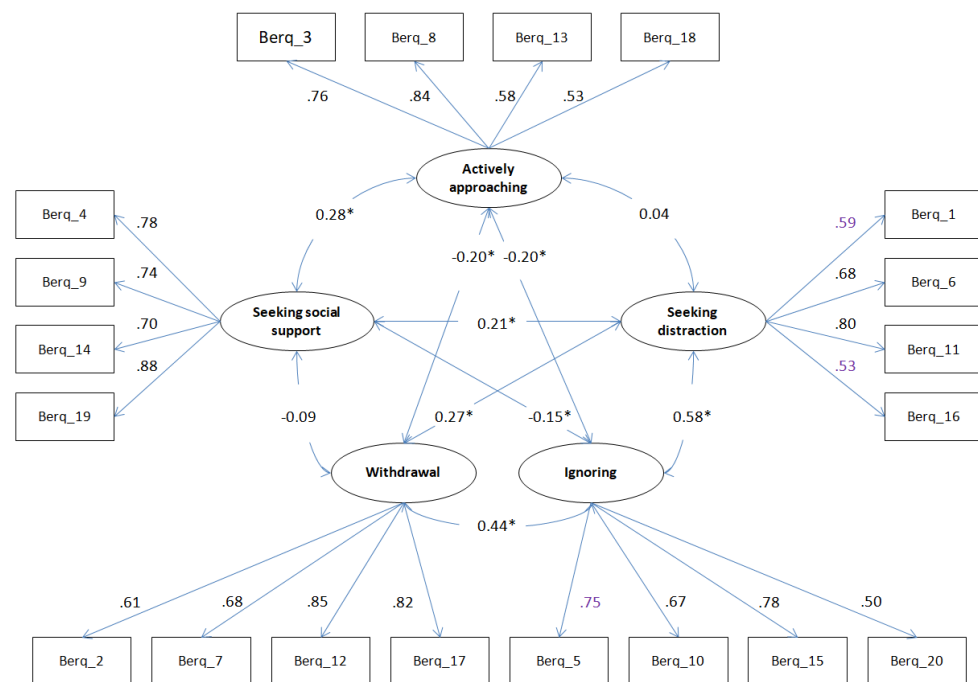 Berq_3
Berq_8
Berq_13
Berq_18
.76
.84
.58
.53
Actively
approaching
Berq_4
Berq_9
Berq_14
Berq_19
.78
.74
.70
.88
0.28*
0.04
-0.20*
-0.20*
Berq_1
Berq_6
Berq_11
Berq_16
.59
.68
.80
.53
Seeking social
support
0.21*
Seeking
distraction
-0.09
0.27*
-0.15*
0.58*
Withdrawal
Ignoring
0.44*
.61
.68
.85
.82
.75
.67
.78
.50
Berq_2
Berq_7
Berq_12
Berq_17
Berq_5
Berq_10
Berq_15
Berq_20